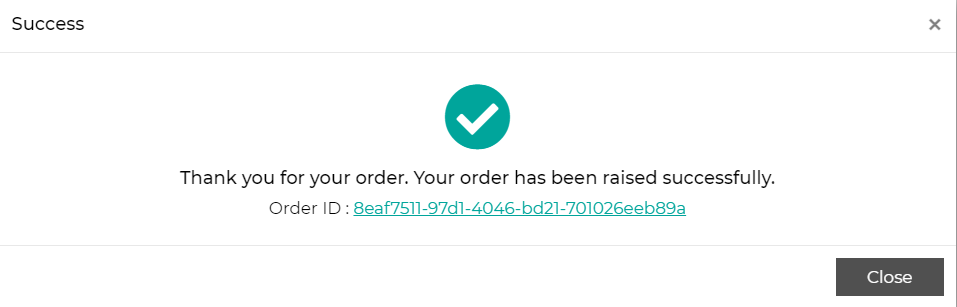 Success
×
Thank you for your order. Your order has been raised successfully.
Order ID : 8eaf7511-97d1-4046-bd21-701026eeb89a
Close